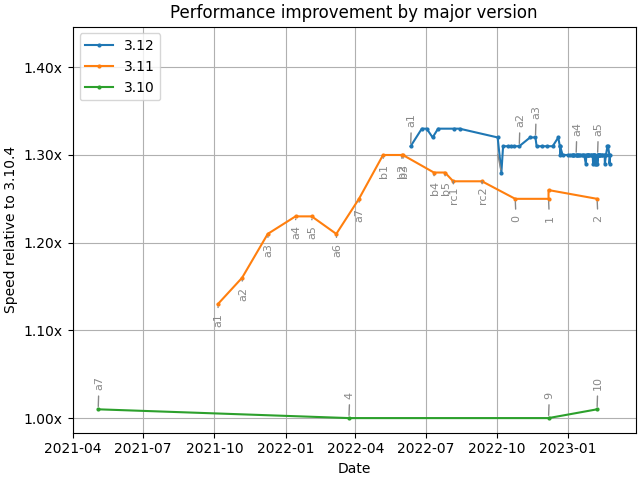 Performance improvement by major version
3.12
3.11
3.10
1.40x
1.30x
1.20x
1.10x
1.00x
Speed relative to 3.10.4
a1
a2
a3
a4
a5
a1
a2
a3
a4
a5
a6
a7
b1
b3
b4
b5
rc1
rc2
0
1
2
a7
4
9
10
2021-04
2021-07
2021-10
2022-01
2022-04
2022-07
2022-10
2023-01
Date